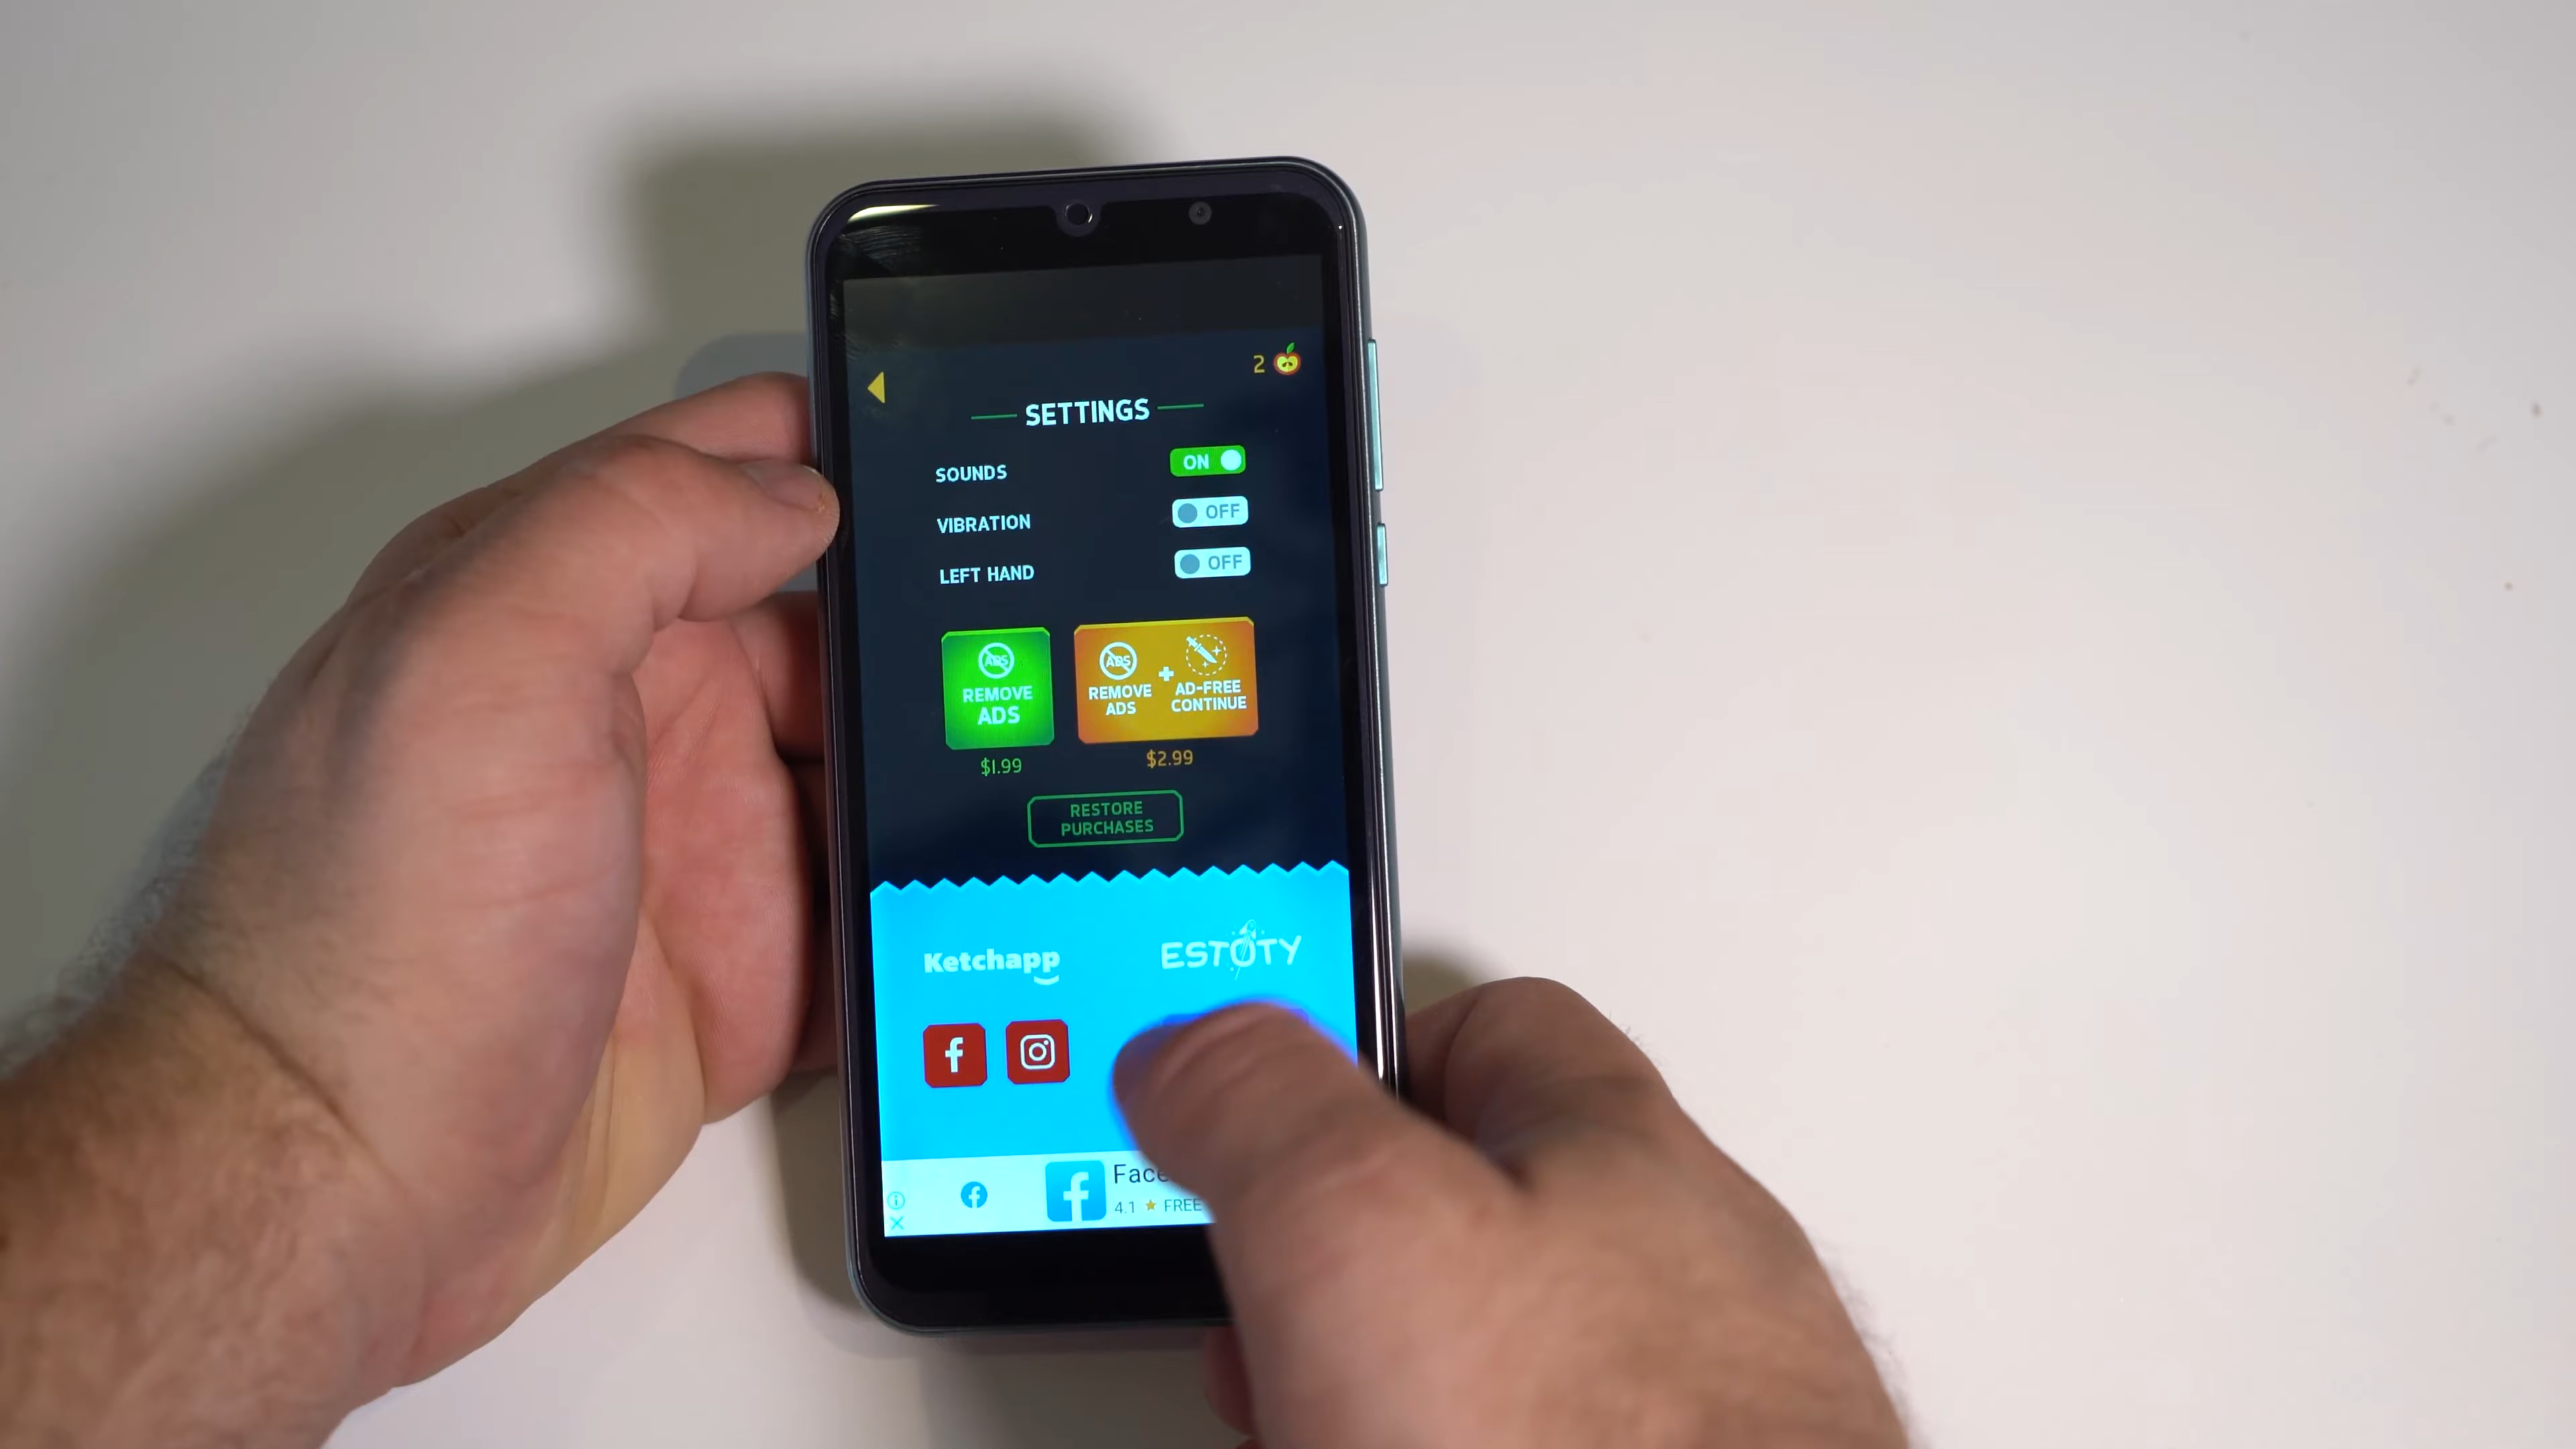 2
SETTINGS
SOUNDS
ON
VIBRATION
OFF
LEFT HAND
OFF
ADS
REMOVE
ADS
$1.99
ADS
REMOVE
ADS
+
AD-FREE
CONTINUE
$2.99
RESTORE
PURCHASES
Ketchapp
ESTOTY
Face
4.1 ★ FREE